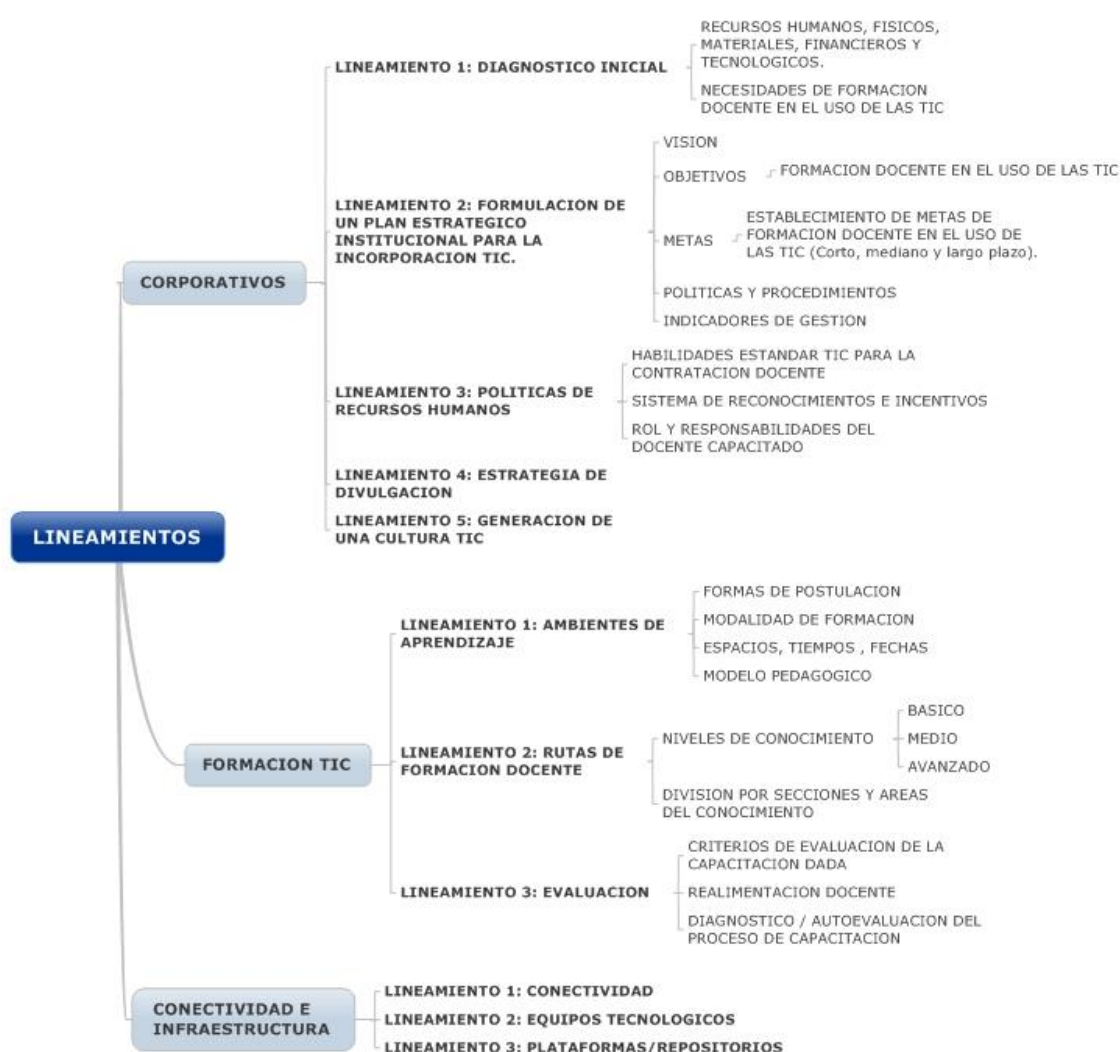 LINEAMIENTOS
CORPORATIVOS
LINEAMIENTO 1: DIAGNOSTICO INICIAL
RECURSOS HUMANOS, FISICOS,
MATERIALES, FINANCIEROS Y
TECNOLOGICOS.
NECESIDADES DE FORMACION
DOCENTE EN EL USO DE LAS TIC
LINEAMIENTO 2: FORMULACION DE
UN PLAN ESTRATEGICO
INSTITUCIONAL PARA LA
INCORPORACION TIC.
VISION
OBJETIVOS
FORMACION DOCENTE EN EL USO DE LAS TIC
METAS
ESTABLECIMIENTO DE METAS DE
FORMACION DOCENTE EN EL USO DE
LAS TIC (Corto, mediano y largo plazo).
POLITICAS Y PROCEDIMIENTOS
INDICADORES DE GESTION
LINEAMIENTO 3: POLITICAS DE
RECURSOS HUMANOS
HABILIDADES ESTANDAR TIC PARA LA
CONTRATACION DOCENTE
SISTEMA DE RECONOCIMIENTOS E INCENTIVOS
ROL Y RESPONSABILIDADES DEL
DOCENTE CAPACITADO
LINEAMIENTO 4: ESTRATEGIA DE
DIVULGACION
LINEAMIENTO 5: GENERACION DE
UNA CULTURA TIC
FORMACION TIC
LINEAMIENTO 1: AMBIENTES DE
APRENDIZAJE
FORMAS DE POSTULACION
MODALIDAD DE FORMACION
ESPACIOS, TIEMPOS , FECHAS
MODELO PEDAGOGICO
LINEAMIENTO 2: RUTAS DE
FORMACION DOCENTE
NIVELES DE CONOCIMIENTO
BASICO
MEDIO
AVANZADO
DIVISION POR SECCIONES Y AREAS
DEL CONOCIMIENTO
LINEAMIENTO 3: EVALUACION
CRITERIOS DE EVALUACION DE LA
CAPACITACION DADA
REALIMENTACION DOCENTE
DIAGNOSTICO / AUTOEVALUACION DEL
PROCESO DE CAPACITACION
CONECTIVIDAD E
INFRAESTRUCTURA
LINEAMIENTO 1: CONECTIVIDAD
LINEAMIENTO 2: EQUIPOS TECNOLOGICOS
LINEAMIENTO 3: PLATAFORMAS/REPOSITORIOS